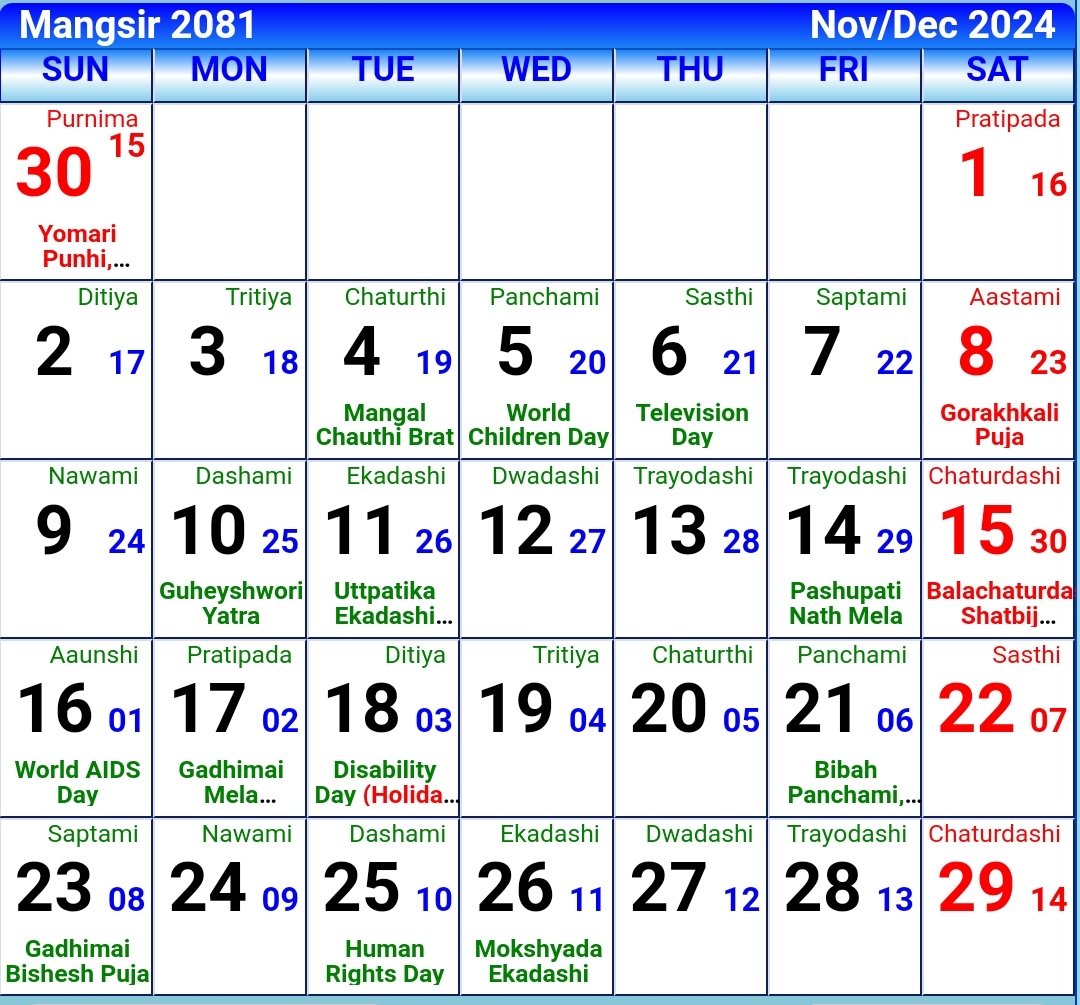 Mangsir 2081 Nov/Dec 2024
SUN MON TUE WED THU FRI SAT
Purnima Pratipada
30 15 1 16
Yomari
Punhi,...
Ditiya Tritiya Chaturthi Panchami Sasthi Saptami Aastami
2 17 3 18 4 19 5 20 6 21 7 22 8 23
Mangal World Television Gorakhkali
Chauthi Brat Children Day Day Puja
Nawami Dashami Ekadashi Dwadashi Trayodashi Trayodashi Chaturdashi
9 24 10 25 11 26 12 27 13 28 14 29 15 30
Guheyshwori Uttpatika Pashupati Balachaturda
Yatra Ekadashi... Nath Mela Shatbij...
Aaunshi Pratipada Ditiya Tritiya Chaturthi Panchami Sasthi
16 01 17 02 18 03 19 04 20 05 21 06 22 07
World AIDS Gadhimai Disability Bibah
Day Mela... Day (Holida... Panchami,...
Saptami Nawami Dashami Ekadashi Dwadashi Trayodashi Chaturdashi
23 08 24 09 25 10 26 11 27 12 28 13 29 14
Gadhimai Human Mokshyada
Bishesh Puja Rights Day Ekadashi